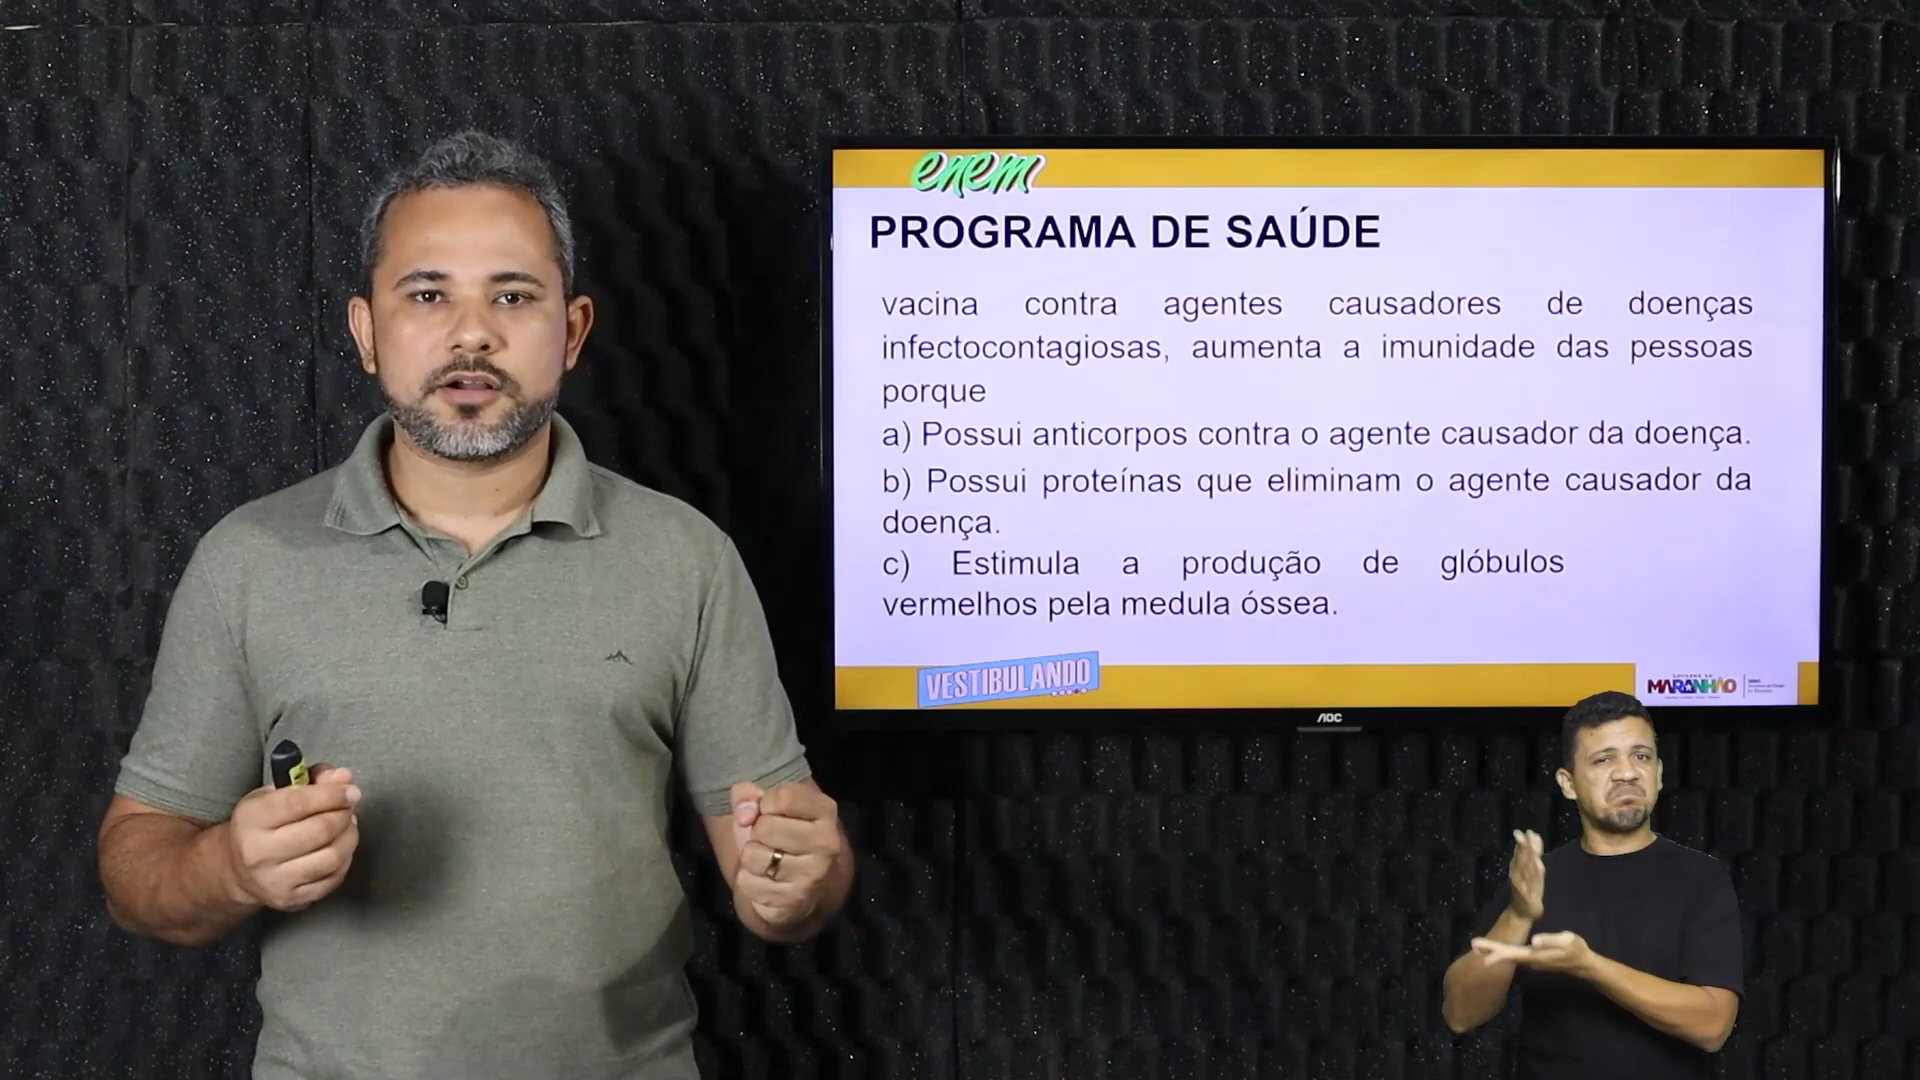 enem
PROGRAMA DE SAÚDE
vacina contra agentes causadores de doenças
infectocontagiosas, aumenta a imunidade das pessoas
porque
a) Possui anticorpos contra o agente causador da doença.
b) Possui proteínas que eliminam o agente causador da
doença.
c) Estimula a produção de glóbulos
vermelhos pela medula óssea.
VESTIBULANDO
GOVERNO DO
MARANHÃO
AOC